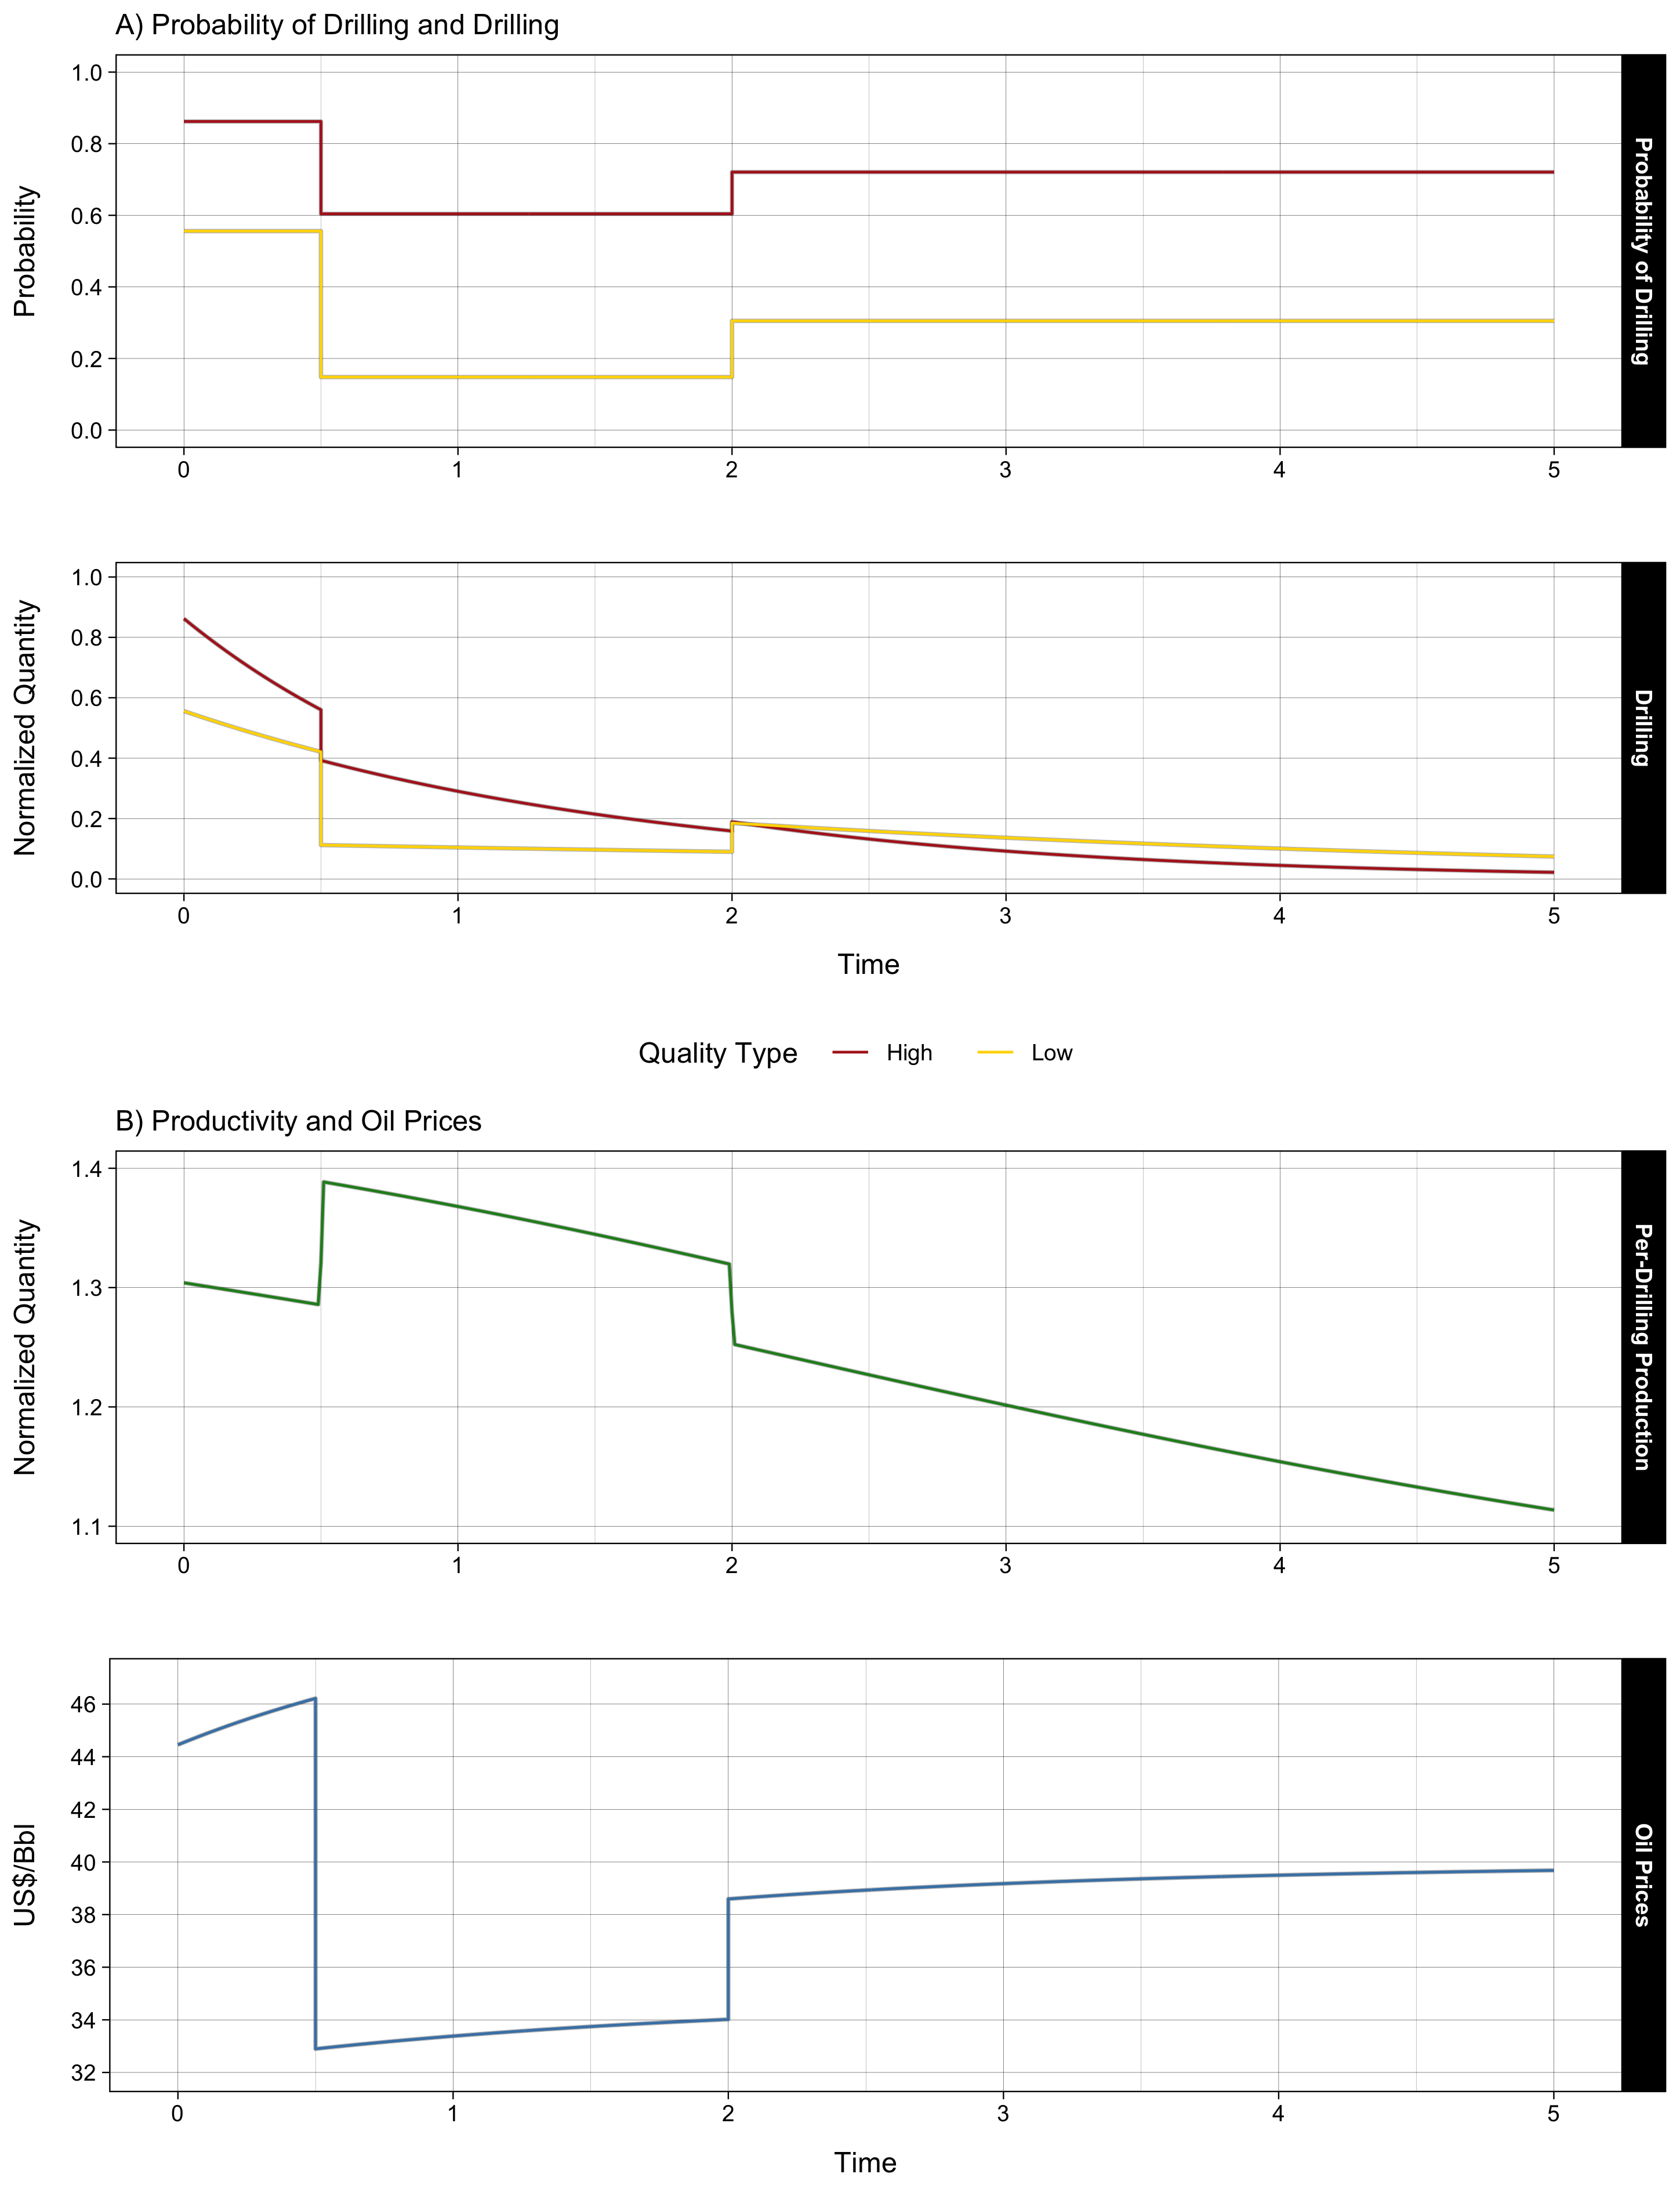 A) Probability of Drilling and Drilling
Probability
1.0
0.8
0.6
0.4
0.2
0.0
0 1 2 3 4 5
Probability of Drilling
Normalized Quantity
1.0
0.8
0.6
0.4
0.2
0.0
0 1 2 3 4 5
Drilling
Time
Quality Type High Low
B) Productivity and Oil Prices
Normalized Quantity
1.4
1.3
1.2
1.1
0 1 2 3 4 5
Per-Drilling Production
US$/Bbl
46
44
42
40
38
36
34
32
0 1 2 3 4 5
Oil Prices
Time